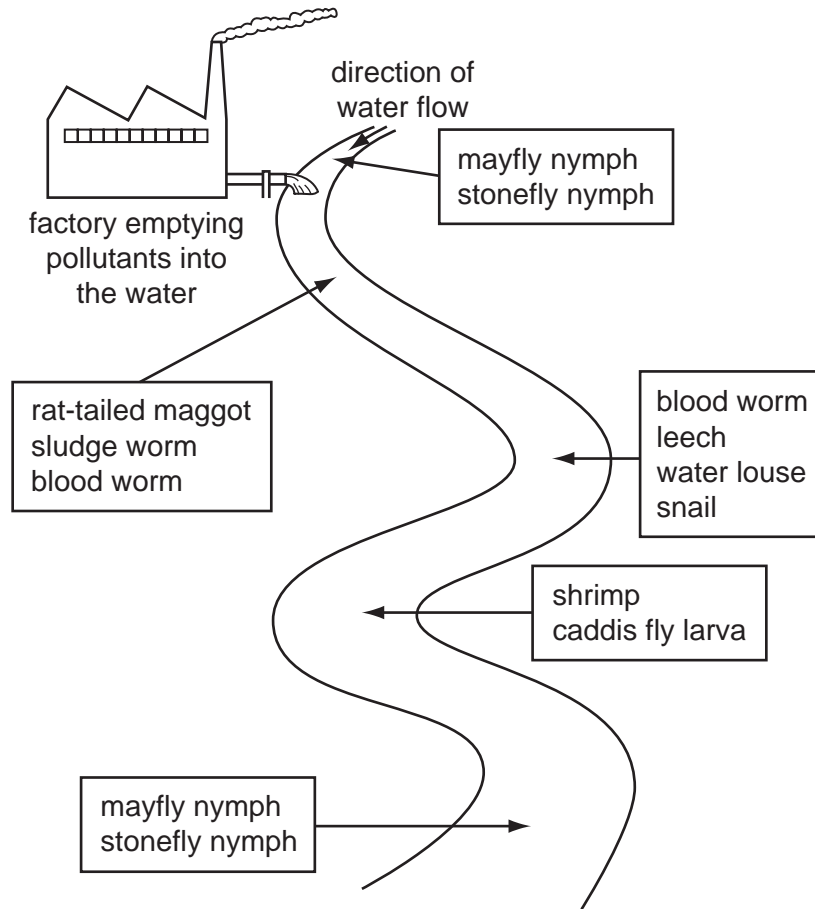 direction of
water flow
mayfly nymph
stonefly nymph
factory emptying
pollutants into
the water
rat-tailed maggot
sludge worm
blood worm
blood worm
leech
water louse
snail
shrimp
caddis fly larva
mayfly nymph
stonefly nymph